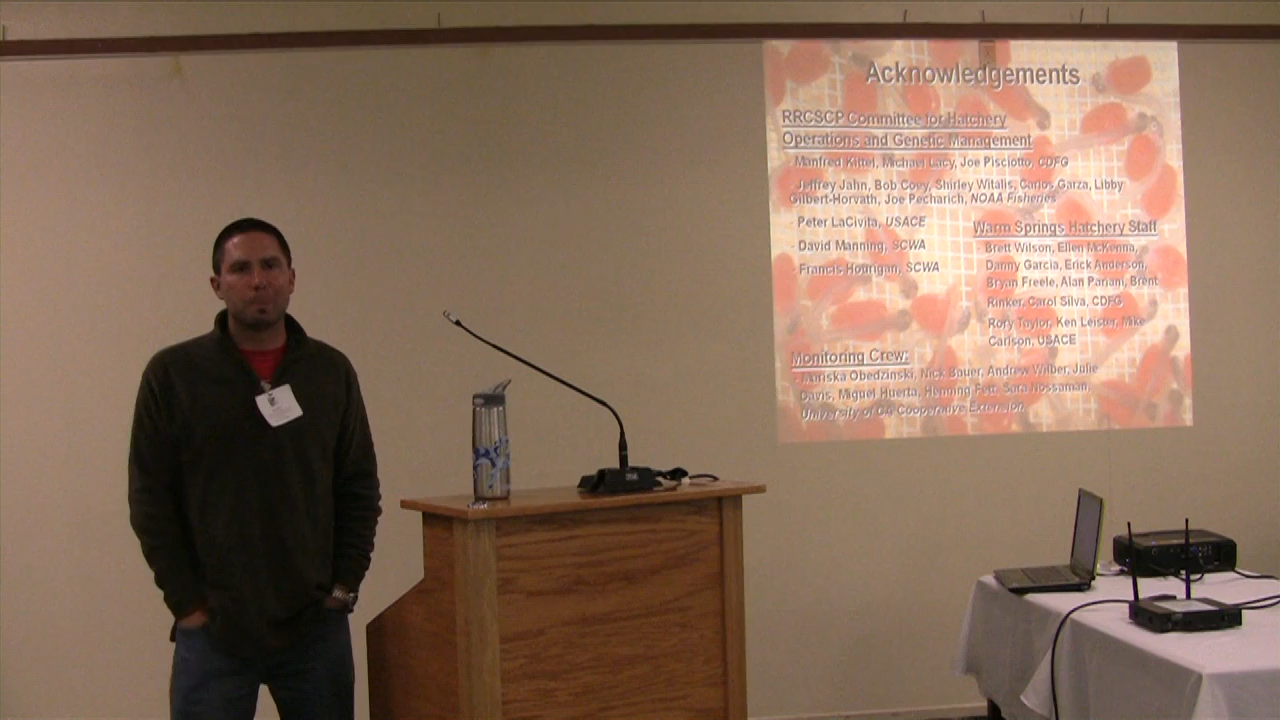 Acknowledgements
RRCSCP Committee for Hatchery
Operations and Genetic Management
- Manfred Kittel, Michael Lacy, Joe Pisciotto, CDFG
- Jeffrey Jahn, Bob Coey, Shirley Witalis, Carlos Garza, Libby
Gilbert-Horvath, Joe Pecharich, NOAA Fisheries
- Peter LaCivita, USACE
- David Manning, SCWA
- Francis Hourigan, SCWA
Warm Springs Hatchery Staff
Brett Wilson, Ellen McKenna,
Danny Garcia, Erick Anderson,
Bryan Freele, Alan Pariani, Brent
Rinker, Carol Silva, CDFG
Rory Taylor, Ken Leister, Mike
Carlson, USACE
Monitoring Crew:
- Mariska Obedzinski, Nick Bauer, Andrew Wilber, Julie
Davis, Miguel Huerta, Henning Fett, Sara Nossaman,
University of CA Cooperative Extension